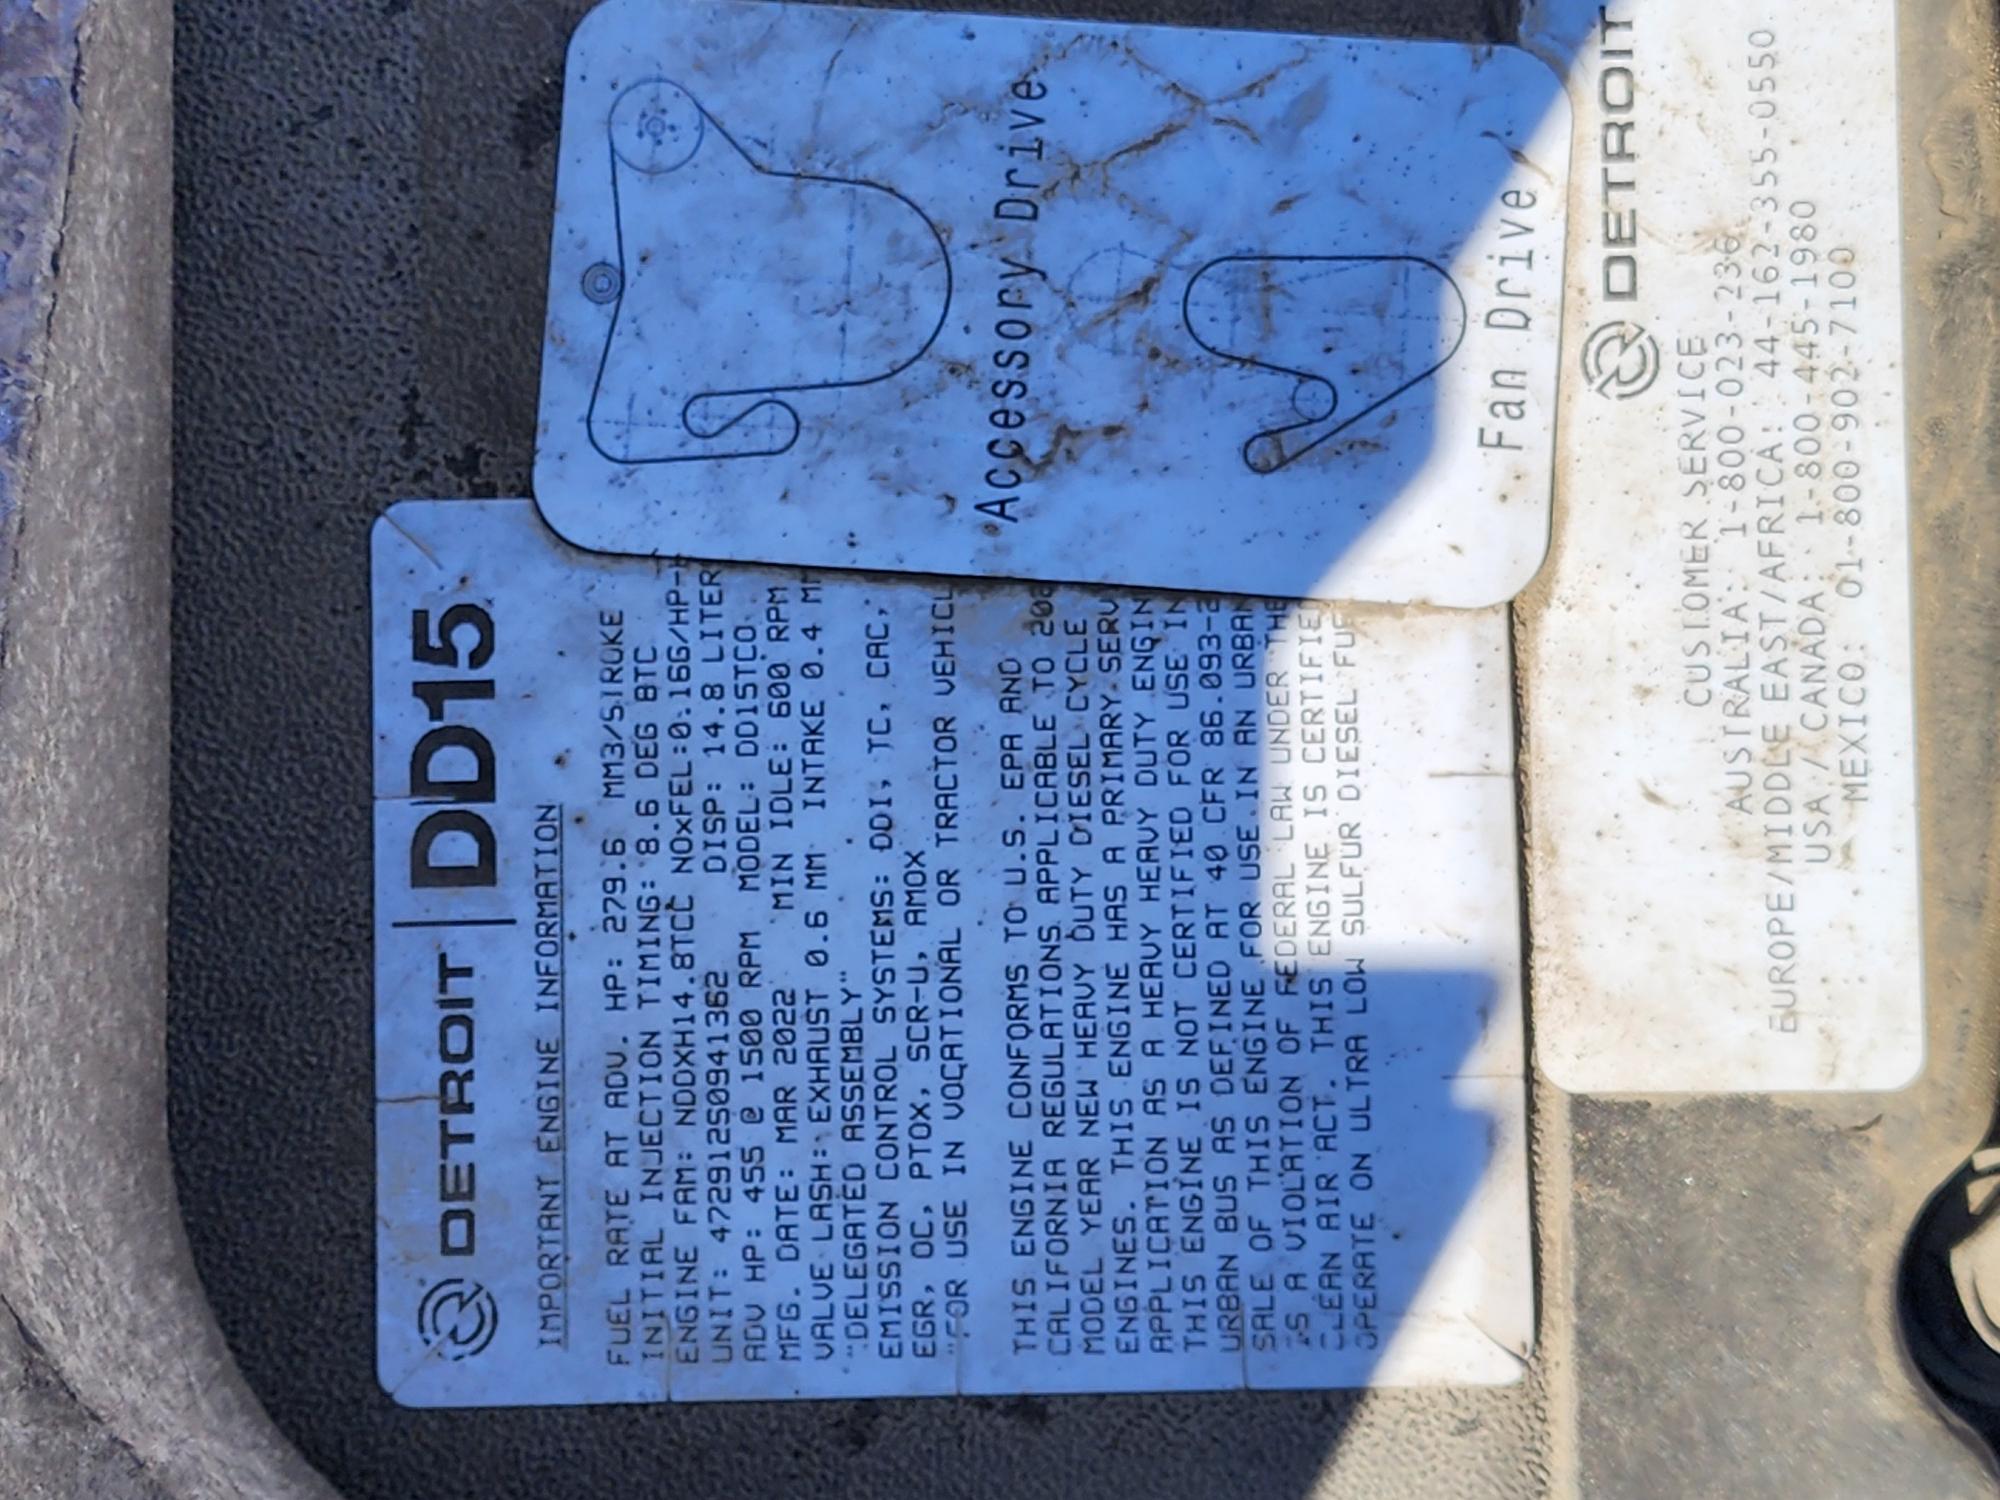 DETROIT | DD15
IMPORTANT ENGINE INFORMATION
FUEL RATE AT ADV. HP: 279.6 MM3/STROKE
INITIAL INJECTION TIMING: 8.6 DEG BTC
ENGINE FAM: NDDXH14.8TCC NOXFEL:0.16G/HP-
UNIT: 472912S0941362 DISP: 14.8 LITER
ADV HP: 455 @ 1500 RPM MODEL: DD15TCO
MFG. DATE: MAR 2022 MIN IDLE: 600 RPM
VALVE LASH: EXHAUST 0.6 MM INTAKE 0.4 M
"DELEGATED ASSEMBLY"
EMISSION CONTROL SYSTEMS: DDI, TC, CAC,
EGR, OC, PTOX, SCR-U, AMOX
"FOR USE IN VOCATIONAL OR TRACTOR VEHICL
THIS ENGINE CONFORMS TO U.S. EPA AND
CALIFORNIA REGULATIONS APPLICABLE TO 20
MODEL YEAR NEW HEAVY DUTY DIESEL CYCLE
ENGINES. THIS ENGINE HAS A PRIMARY SERV
APPLICATION AS A HEAVY HEAVY DUTY ENGIN
THIS ENGINE IS NOT CERTIFIED FOR USE IN
URBAN BUS AS DEFINED AT 40 CFR 86.093-2
SALE OF THIS ENGINE FOR USE IN AN URBAN
IS A VIOLATION OF FEDERAL LAW UNDER THE
CLEAN AIR ACT. THIS ENGINE IS CERTIFIE
OPERATE ON ULTRA LOW SULFUR DIESEL FUE
Accessory Drive
Fan Drive
DETROIT
CUSTOMER SERVICE
AUSTRALIA: 1-800-023-236
EUROPE/MIDDLE EAST/AFRICA: 44-162-355-0550
USA/CANADA: 1-800-445-1980
MEXICO: 01-800-902-7100